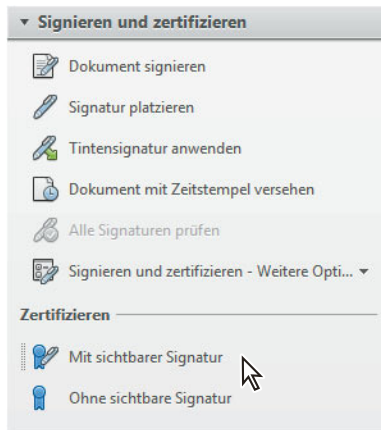 Signieren und zertifizieren
Dokument signieren
Signatur platzieren
Tintensignatur anwenden
Dokument mit Zeitstempel versehen
Alle Signaturen prüfen
Signieren und zertifizieren - Weitere Opti...
Zertifizieren
Mit sichtbarer Signatur
Ohne sichtbare Signatur